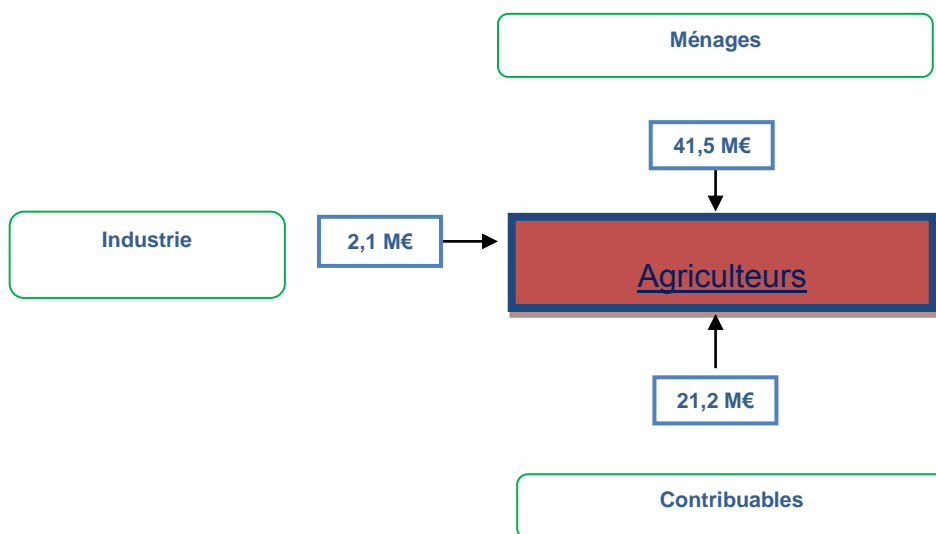 Ménages
41,5 M€
Industrie
2,1 M€
Agriculteurs
21,2 M€
Contribuables